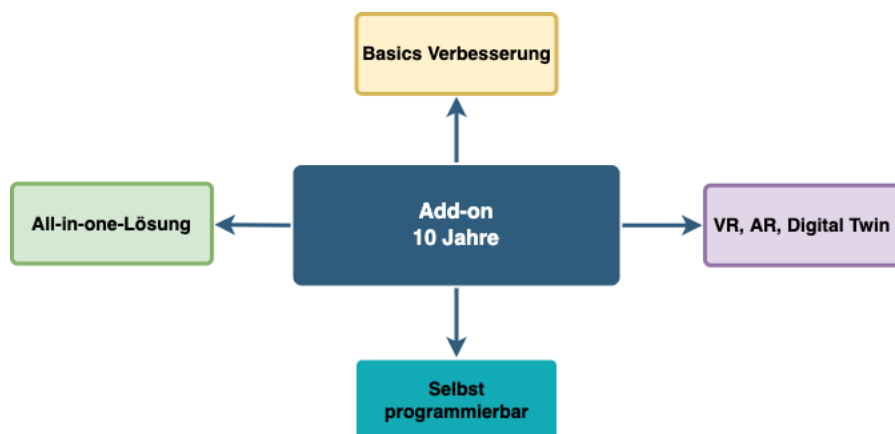 Basics Verbesserung
All-in-one-Lösung
Add-on
10 Jahre
VR, AR, Digital Twin
Selbst
programmierbar